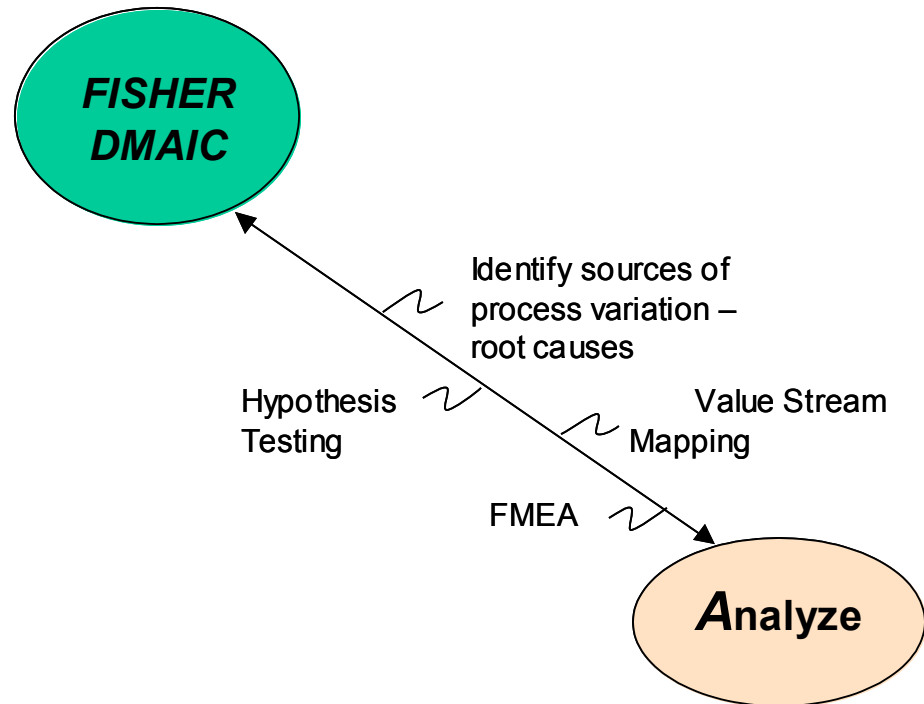 FISHER
DMAIC
Identify sources of
process variation –
root causes
Hypothesis
Testing
Value Stream
Mapping
FMEA
Analyze